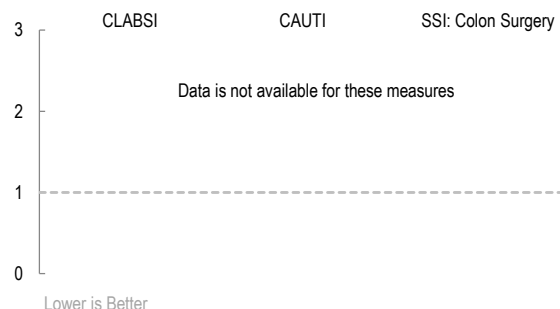 CLABSI CAUTI SSI: Colon Surgery
3
Data is not available for these measures
2
1
0
Lower is Better